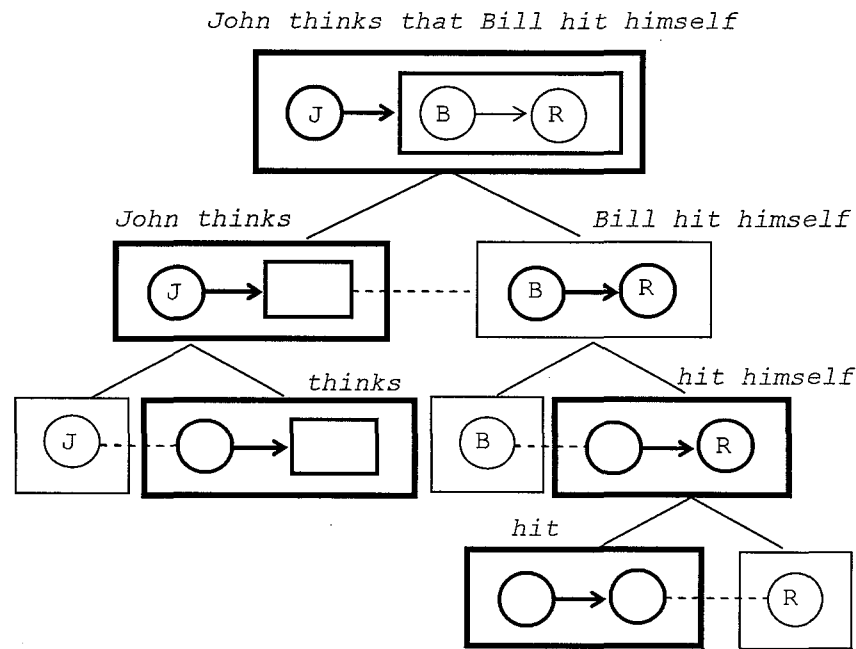 John thinks that Bill hit himself
J
B
R
John thinks
Bill hit himself
J
B
R
thinks
hit himself
J
B
R
hit
R